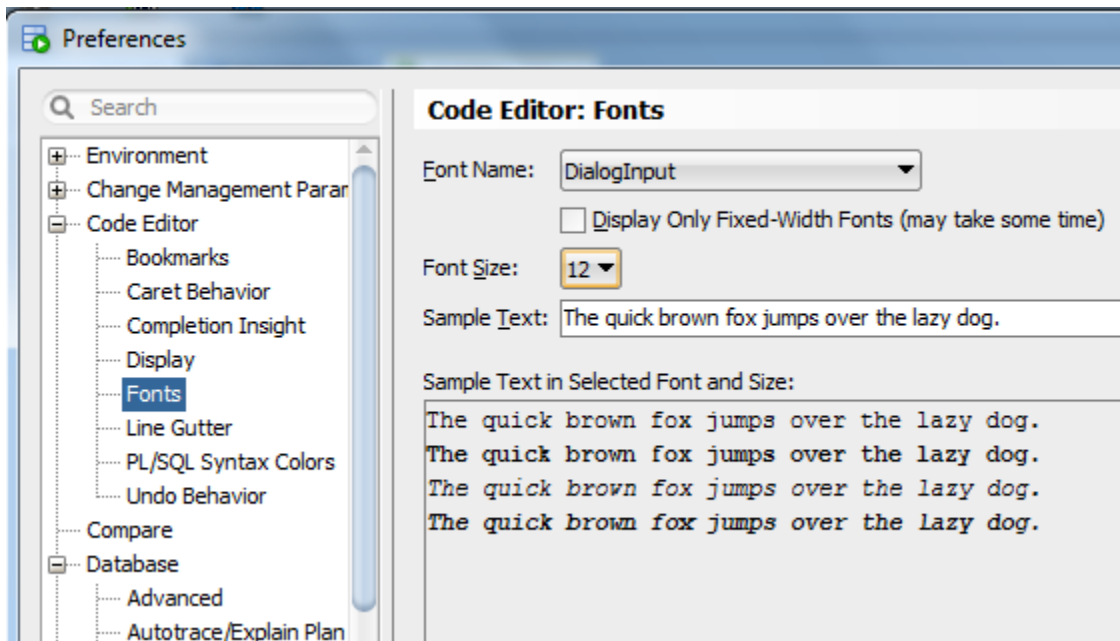 Preferences
Search
Environment
Change Management Param
Code Editor
Bookmarks
Caret Behavior
Completion Insight
Display
Fonts
Line Gutter
PL/SQL Syntax Colors
Undo Behavior
Compare
Database
Advanced
Autotrace/Explain Plan
Code Editor: Fonts
Font Name: DialogInput
Display Only Fixed-Width Fonts (may take some time)
Font Size: 12
Sample Text: The quick brown fox jumps over the lazy dog.
Sample Text in Selected Font and Size:
The quick brown fox jumps over the lazy dog.
The quick brown fox jumps over the lazy dog.
The quick brown fox jumps over the lazy dog.
The quick brown fox jumps over the lazy dog.